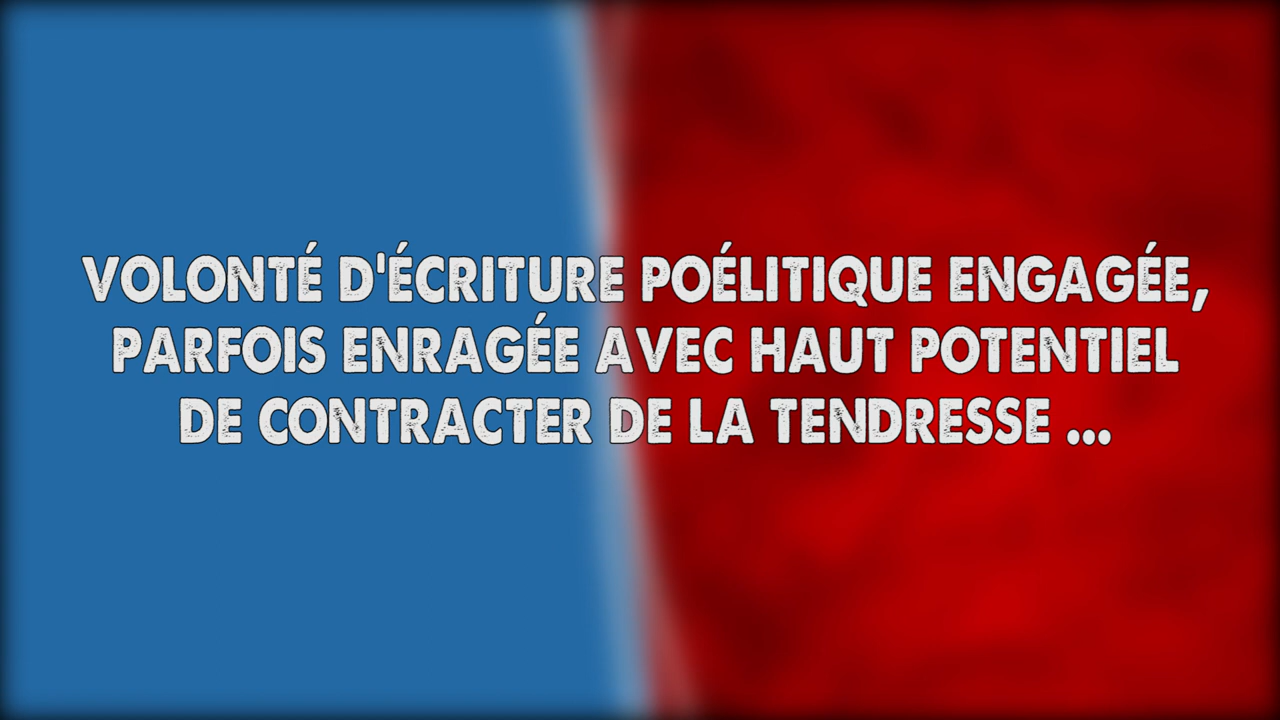 VOLONTÉ D'ÉCRITURE POÉLITIQUE ENGAGÉE,
PARFOIS ENRAGÉE AVEC HAUT POTENTIEL
DE CONTRACTER DE LA TENDRESSE ...